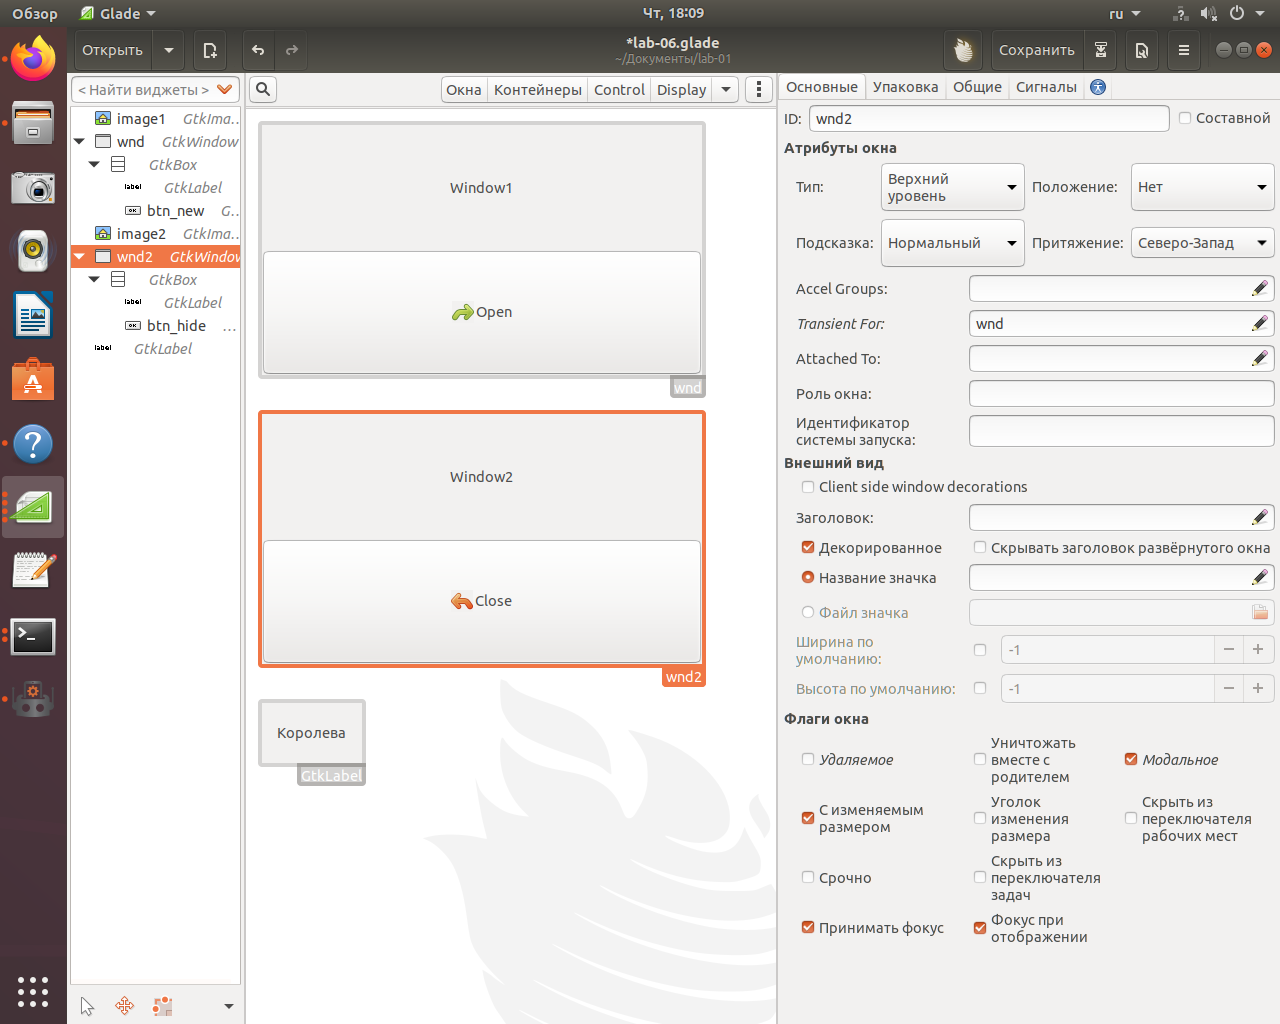 Обзор
Glade
Чт, 18:09
ru
Открыть
*lab-06.glade
~/Документы/lab-01
Сохранить
< Найти виджеты >
image1 GtkIma...
wnd GtkWindow
GtkBox
label GtkLabel
OK btn_new G...
image2 GtkIma...
wnd2 GtkWindow
GtkBox
label GtkLabel
OK btn_hide ...
label GtkLabel
Окна
Контейнеры
Control
Display
Window1
Open
wnd
Window2
Close
wnd2
Королева
GtkLabel
Основные
Упаковка
Общие
Сигналы
ID:
wnd2
Составной
Атрибуты окна
Тип:
Верхний
уровень
Положение:
Нет
Подсказка:
Нормальный
Притяжение:
Северо-Запад
Accel Groups:
Transient For:
wnd
Attached To:
Роль окна:
Идентификатор
системы запуска:
Внешний вид
Client side window decorations
Заголовок:
Декорированное
Скрывать заголовок развёрнутого окна
Название значка
Файл значка
Ширина по
умолчанию:
-1
Высота по умолчанию:
-1
Флаги окна
Удаляемое
Уничтожать
вместе с
родителем
Модальное
С изменяемым
размером
Уголок
изменения
размера
Скрыть из
переключателя
рабочих мест
Срочно
Скрыть из
переключателя
задач
Принимать фокус
Фокус при
отображении